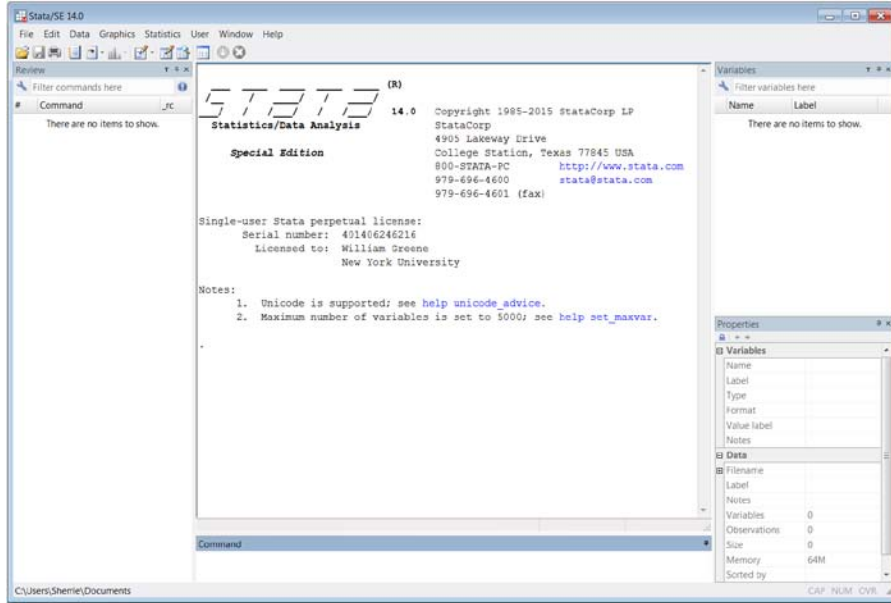 Stata/SE 14.0
File Edit Data Graphics Statistics User Window Help
Review
Filter commands here
# Command _rc
There are no items to show.
STATA (R)
14.0 Copyright 1985-2015 StataCorp LP
Statistics/Data Analysis StataCorp
4905 Lakeway Drive
Special Edition College Station, Texas 77845 USA
800-STATA-PC http://www.stata.com
979-696-4600 stata@stata.com
979-696-4601 (fax)
Single-user Stata perpetual license:
Serial number: 401406246216
Licensed to: William Greene
New York University
Notes:
1. Unicode is supported; see help unicode_advice.
2. Maximum number of variables is set to 5000; see help set_maxvar.
.
Command
Variables
Filter variables here
Name Label
There are no items to show.
Properties
Variables
Name
Label
Type
Format
Value label
Notes
Data
Filename
Label
Notes
Variables 0
Observations 0
Size 0
Memory 64M
Sorted by
C:\Users\Sherrie\Documents
CAP NUM OVR